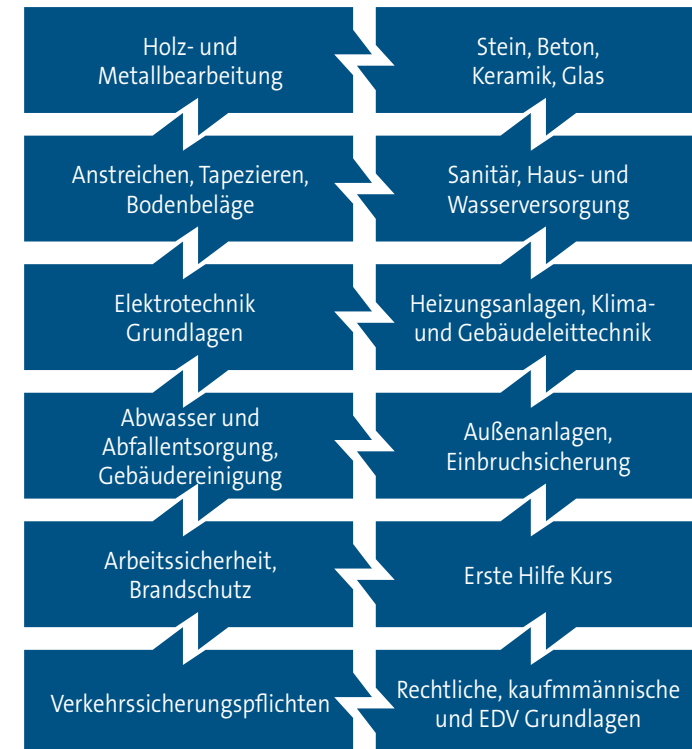 Holz- und
Metallbearbeitung
Stein, Beton,
Keramik, Glas
Anstreichen, Tapezieren,
Bodenbeläge
Sanitär, Haus- und
Wasserversorgung
Elektrotechnik
Grundlagen
Heizungsanlagen, Klima-
und Gebäudeleittechnik
Abwasser und
Abfallentsorgung,
Gebäudereinigung
Außenanlagen,
Einbruchsicherung
Arbeitssicherheit,
Brandschutz
Erste Hilfe Kurs
Verkehrssicherungspflichten
Rechtliche, kaufmmännische
und EDV Grundlagen